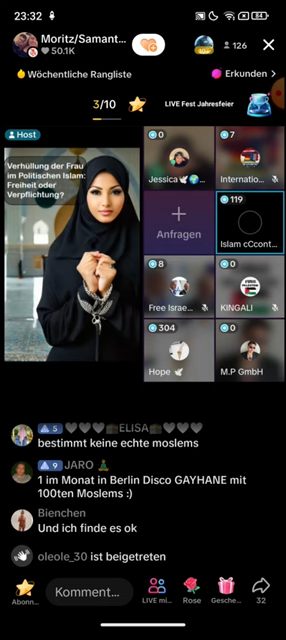 23:32
84
Moritz/Samant...
50.1K
126
Wöchentliche Rangliste
Erkunden >
3/10
LIVE Fest Jahresfeier
Host
Verhüllung der Frau
im Politischen Islam:
Freiheit oder
Verpflichtung?
0
Jessica
7
Internatio...
+
Anfragen
119
Islam cCcont...
8
Free Israe...
0
KINGALI
304
Hope
0
M.P GmbH
5 🖤🖤🖤ELISA🖤🖤🖤
bestimmt keine echte moslems
9 JARO
1 im Monat in Berlin Disco GAYHANE mit
100ten Moslems :)
Bienchen
Und ich finde es ok
oleole_30 ist beigetreten
Abonn...
Komment...
LIVE mi...
Rose
Gesche...
32